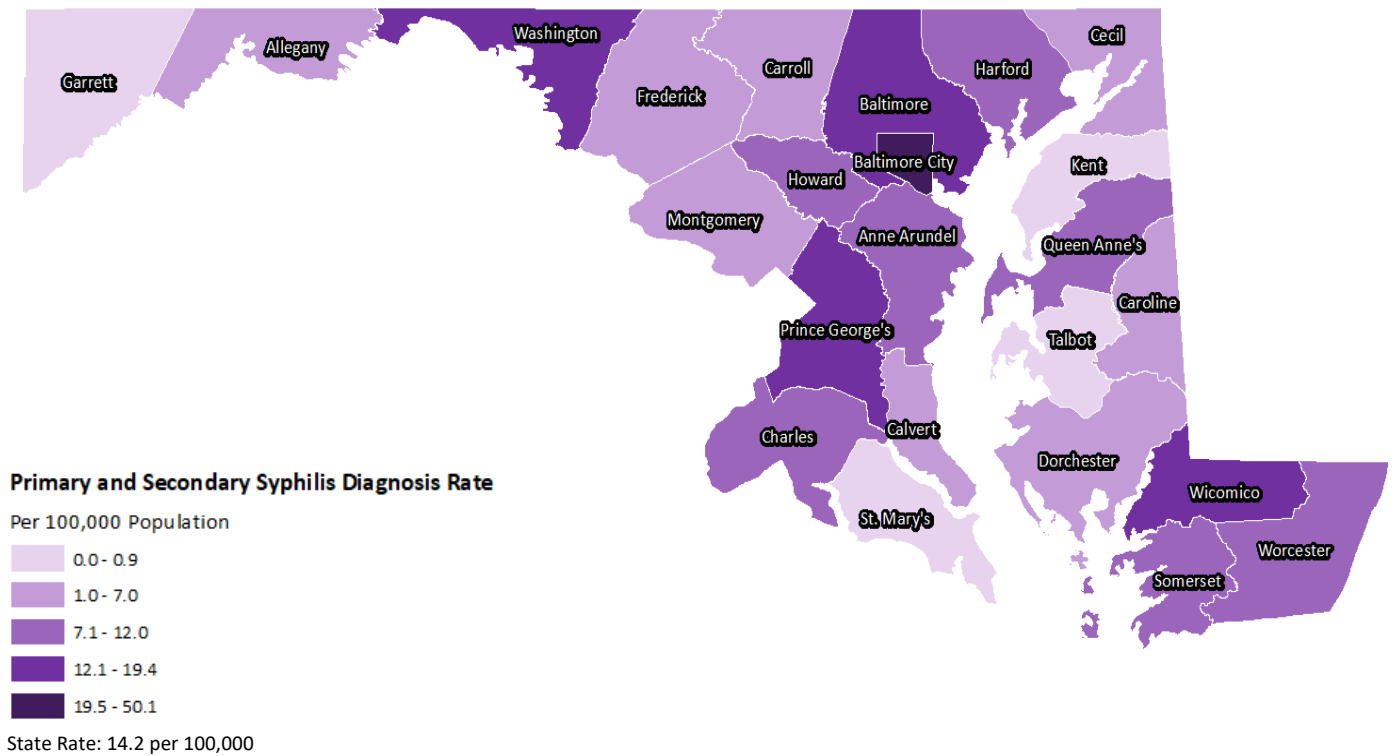 Washington
Cecil
Allegany
Garrett
Carroll
Harford
Frederick
Baltimore
Baltimore City
Kent
Howard
Montgomery
Anne Arundel
Queen Anne's
Caroline
Prince George's
Talbot
Charles
Calvert
Dorchester
Wicomico
St. Mary's
Worcester
Somerset
Primary and Secondary Syphilis Diagnosis Rate
Per 100,000 Population
0.0 - 0.9
1.0 - 7.0
7.1 - 12.0
12.1 - 19.4
19.5 - 50.1
State Rate: 14.2 per 100,000